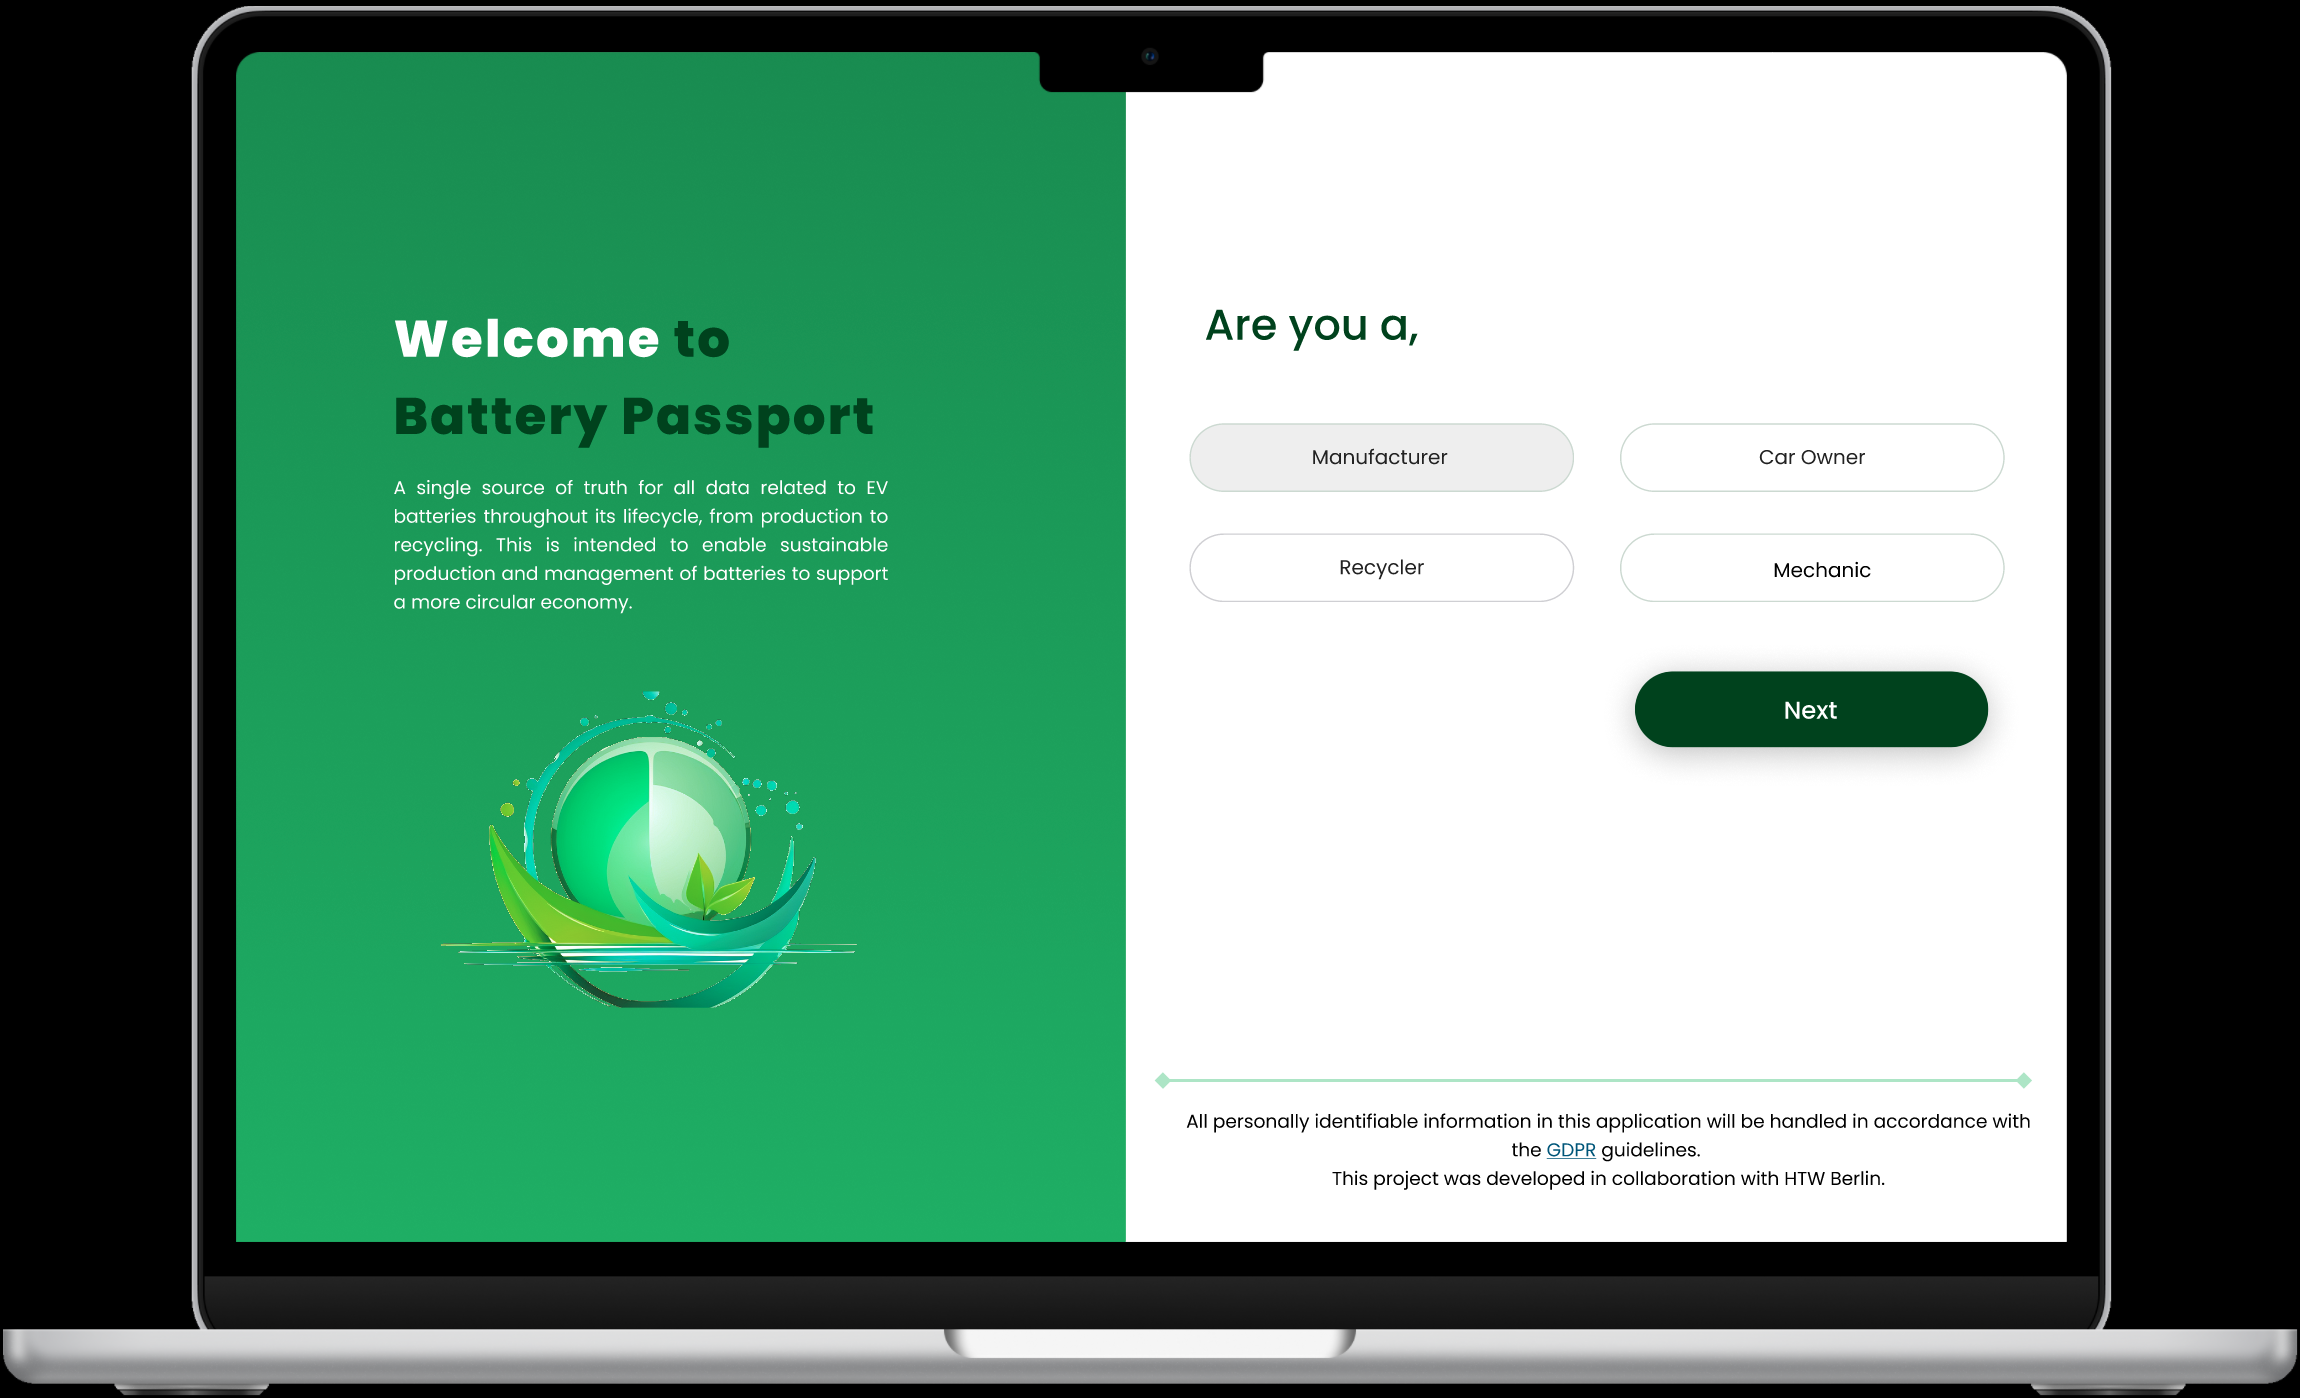 Welcome to
Battery Passport
A single source of truth for all data related to EV
batteries throughout its lifecycle, from production to
recycling. This is intended to enable sustainable
production and management of batteries to support
a more circular economy.
Are you a,
Manufacturer
Car Owner
Recycler
Mechanic
Next
All personally identifiable information in this application will be handled in accordance with
the GDPR guidelines.
This project was developed in collaboration with HTW Berlin.